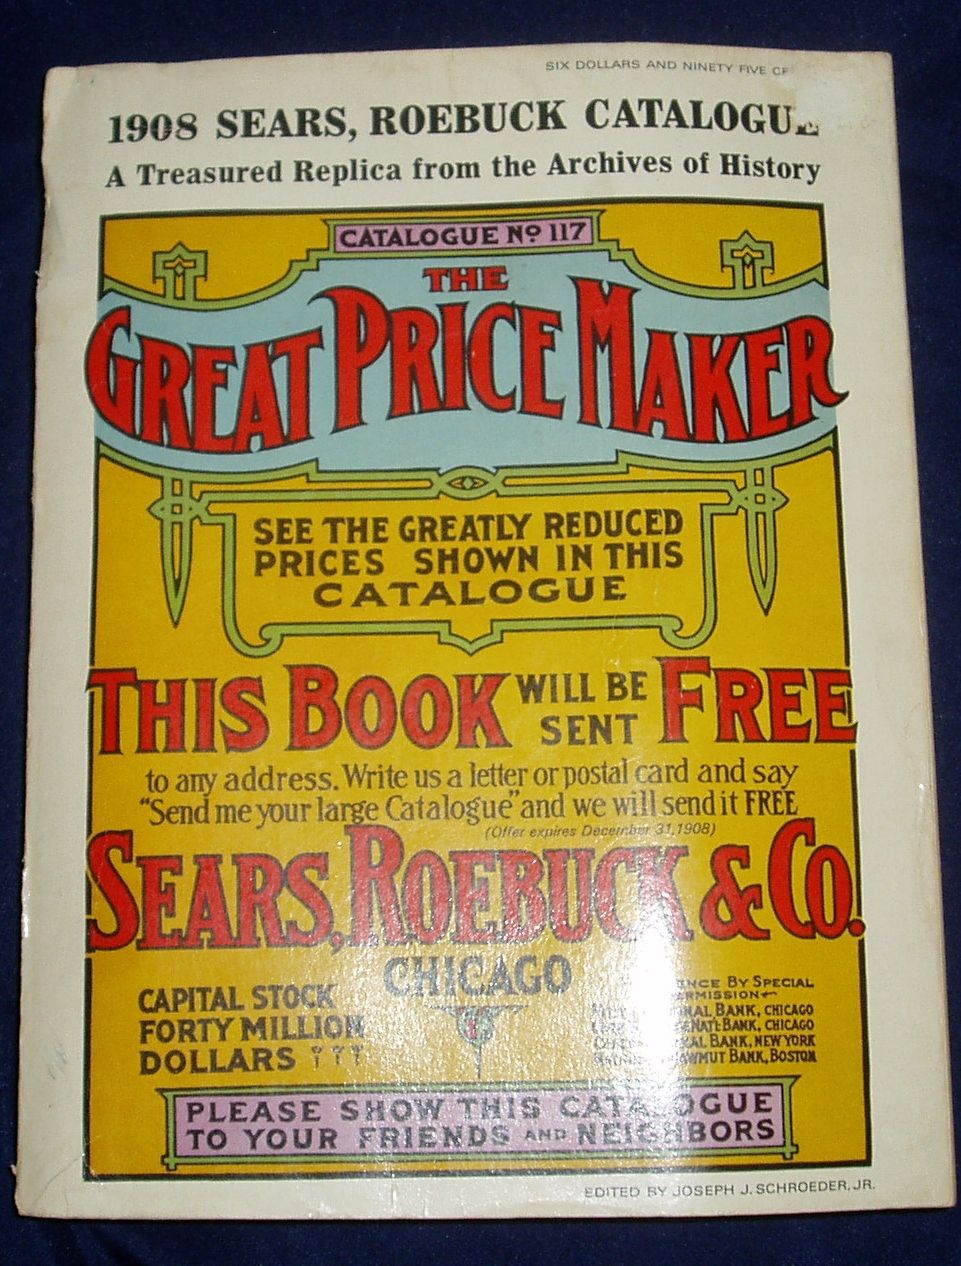 SIX DOLLARS AND NINETY FIVE
1908 SEARS, ROEBUCK CATALOGUE
A Treasured Replica from the Archives of History
CATALOGUE No 117
THE
GREAT PRICE MAKER
SEE THE GREATLY REDUCED
PRICES SHOWN IN THIS
CATALOGUE
THIS BOOK WILL BE SENT FREE
to any address. Write us a letter or postal card and say
"Send me your large Catalogue" and we will send it FREE
(Offer expires December 31, 1908)
SEARS, ROEBUCK & CO.
CHICAGO
CAPITAL STOCK
FORTY MILLION
DOLLARS
BY SPECIAL
BANK, CHICAGO
BANK, CHICAGO
BANK, NEW YORK
BANK, BOSTON
PLEASE SHOW THIS CATALOGUE
TO YOUR FRIENDS AND NEIGHBORS
EDITED BY JOSEPH J. SCHROEDER, JR.